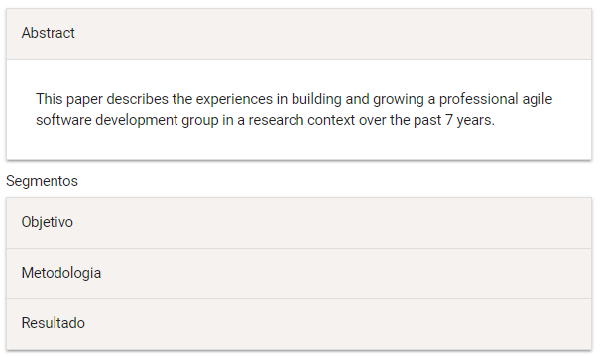 Abstract
This paper describes the experiences in building and growing a professional agile
software development group in a research context over the past 7 years.
Segmentos
Objetivo
Metodologia
Resultado